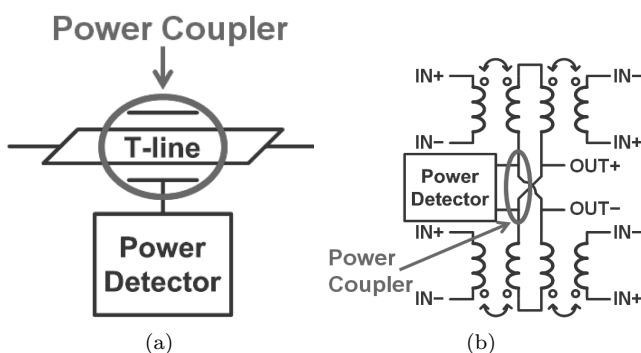 Power Coupler
T-line
Power
Detector
(a)
IN+
IN−
IN−
IN+
Power
Detector
OUT+
OUT−
IN+
IN−
Power
Coupler
IN−
IN+
(b)